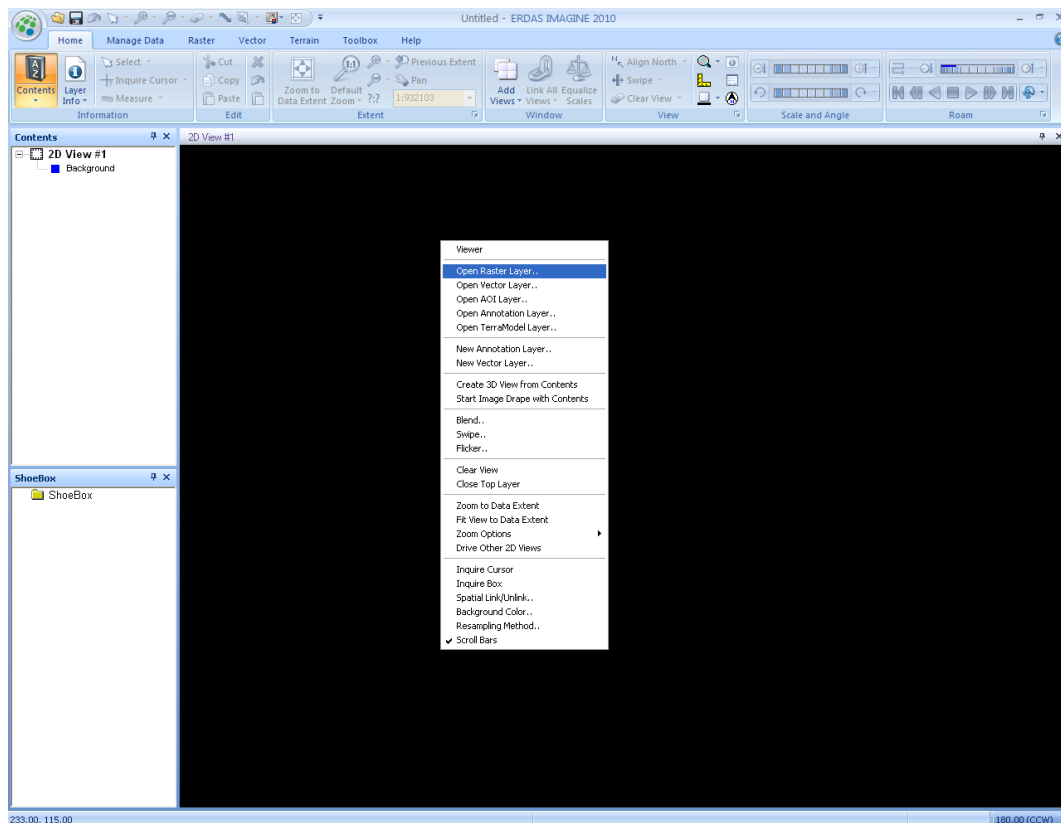 Untitled - ERDAS IMAGINE 2010
Home Manage Data Raster Vector Terrain Toolbox Help
Contents
Layer Info
Select
Inquire Cursor
Measure
Information
Cut
Copy
Paste
Edit
Zoom to Data Extent
Default Zoom
1:1
?:?
Previous Extent
Pan
1:932103
Extent
Add Views
Link All Views
Equalize Scales
Window
Align North
Swipe
Clear View
View
Scale and Angle
Roam
Contents
2D View #1
Background
ShoeBox
ShoeBox
2D View #1
Viewer
Open Raster Layer..
Open Vector Layer..
Open AOI Layer..
Open Annotation Layer..
Open TerraModel Layer..
New Annotation Layer..
New Vector Layer..
Create 3D View from Contents
Start Image Drape with Contents
Blend..
Swipe..
Flicker..
Clear View
Close Top Layer
Zoom to Data Extent
Fit View to Data Extent
Zoom Options
Drive Other 2D Views
Inquire Cursor
Inquire Box
Spatial Link/Unlink..
Background Color..
Resampling Method..
Scroll Bars
233.00, 115.00
180.00 (CCW)